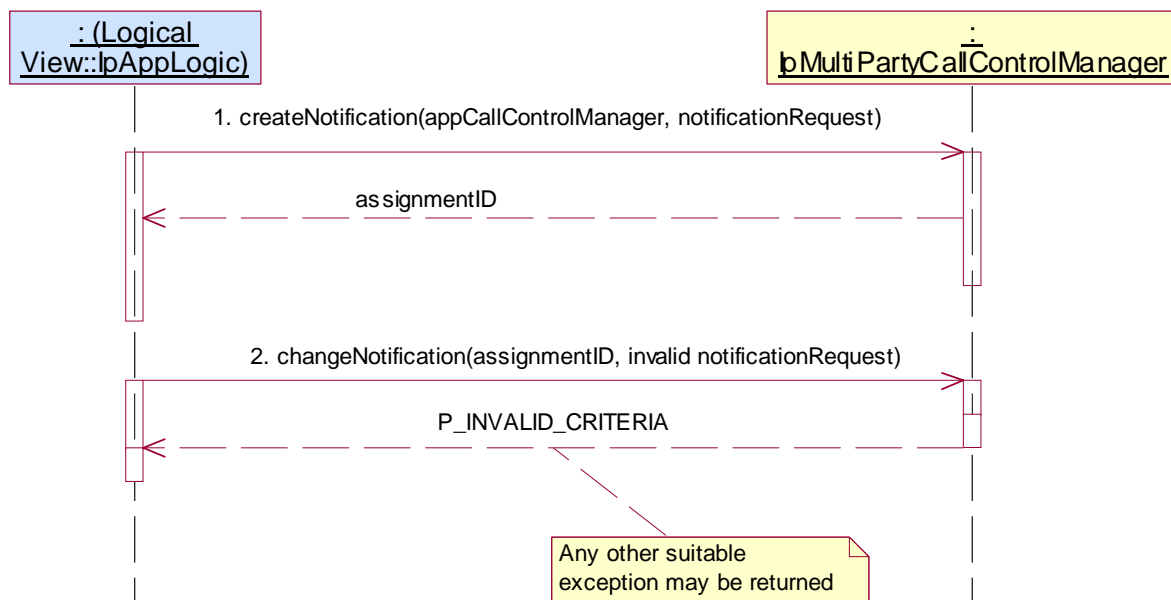 : (Logical
View::IpAppLogic)
:
IpMultiPartyCallControlManager
1. createNotification(appCallControlManager, notificationRequest)
assignmentID
2. changeNotification(assignmentID, invalid notificationRequest)
P_INVALID_CRITERIA
Any other suitable
exception may be returned